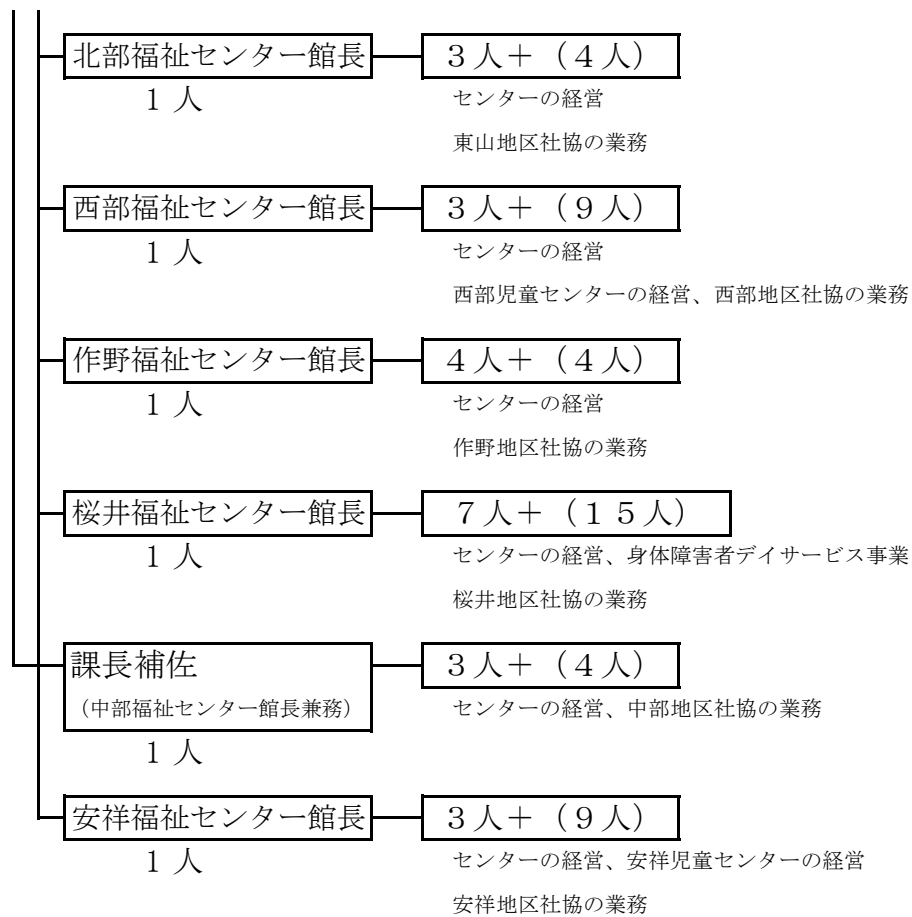 北部福祉センター館長　３人＋（４人）
１人　センターの経営
東山地区社協の業務
西部福祉センター館長　３人＋（９人）
１人　センターの経営
西部児童センターの経営、西部地区社協の業務
作野福祉センター館長　４人＋（４人）
１人　センターの経営
作野地区社協の業務
桜井福祉センター館長　７人＋（１５人）
１人　センターの経営、身体障害者デイサービス事業
桜井地区社協の業務
課長補佐　３人＋（４人）
（中部福祉センター館長兼務）　センターの経営、中部地区社協の業務
１人
安祥福祉センター館長　３人＋（９人）
１人　センターの経営、安祥児童センターの経営
安祥地区社協の業務